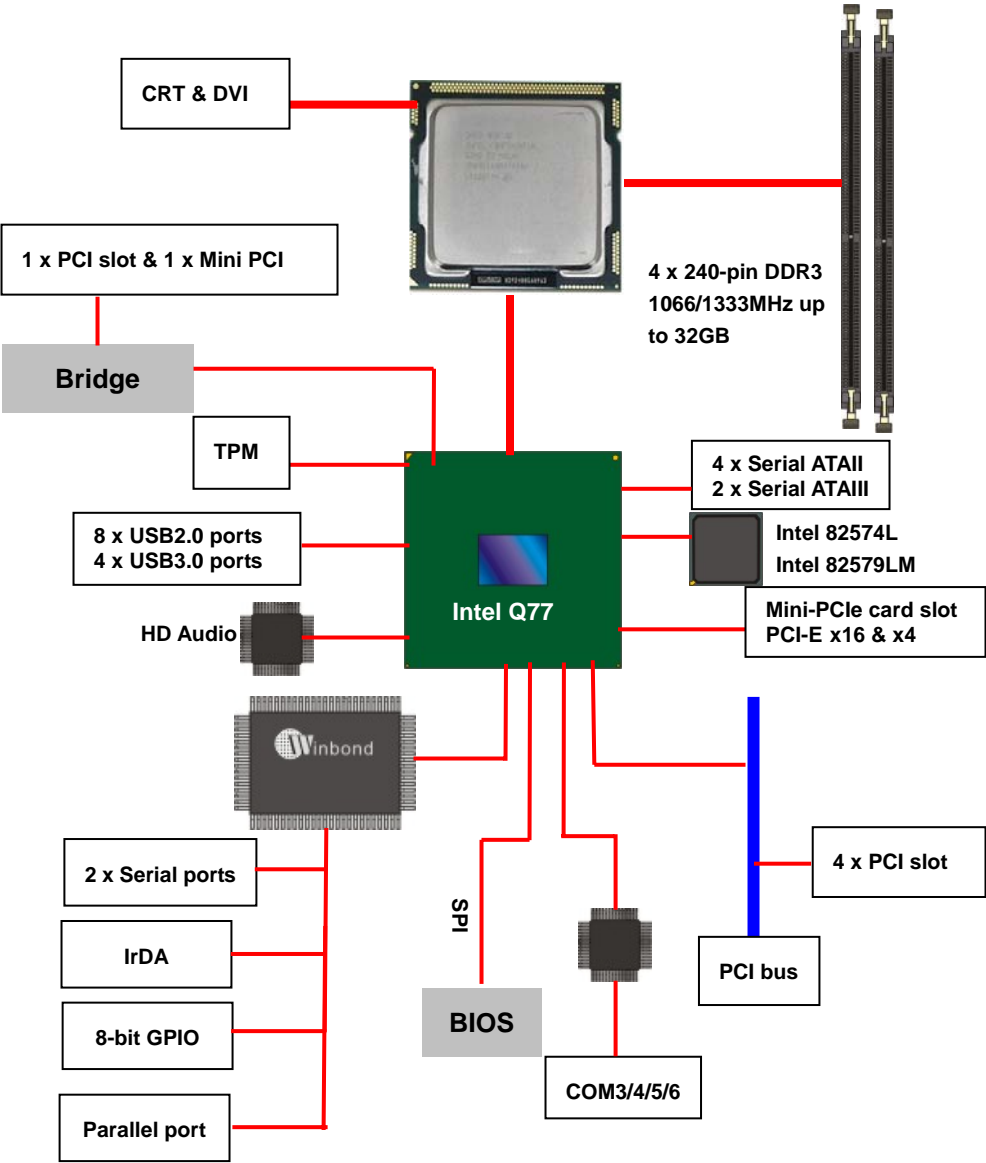 CRT & DVI
1 x PCI slot & 1 x Mini PCI
4 x 240-pin DDR3
1066/1333MHz up
to 32GB
Bridge
TPM
4 x Serial ATAII
2 x Serial ATAIII
8 x USB2.0 ports
4 x USB3.0 ports
Intel 82574L
Intel 82579LM
Intel Q77
Mini-PCIe card slot
PCI-E x16 & x4
HD Audio
Winbond
2 x Serial ports
4 x PCI slot
SPI
IrDA
PCI bus
BIOS
8-bit GPIO
COM3/4/5/6
Parallel port